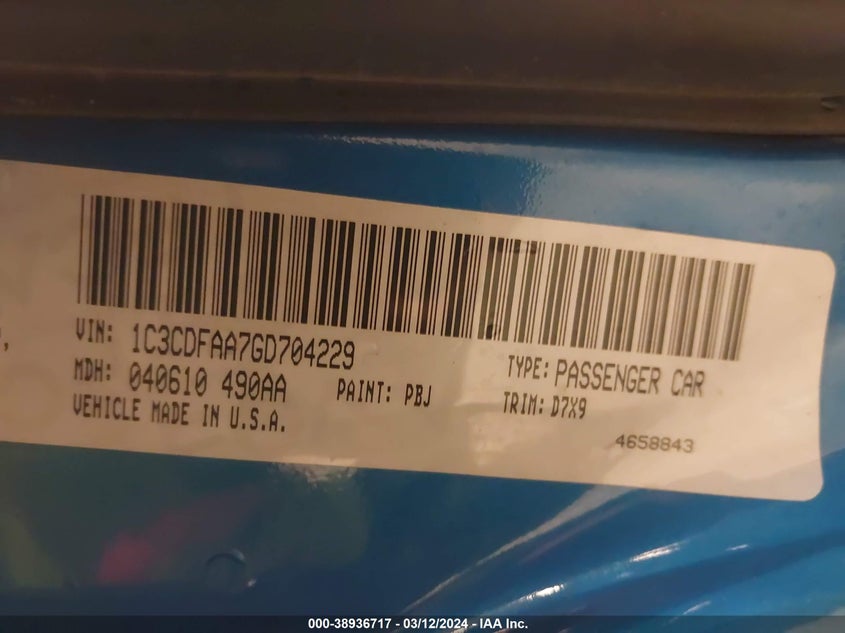 VIN: 1C3CDFAA7GD704229
MDH: 040610 490AA
PAINT: PBJ
VEHICLE MADE IN U.S.A.
TYPE: PASSENGER CAR
TRIM: D7X9
4658843
000-38936717 - 03/12/2024 - IAA Inc.